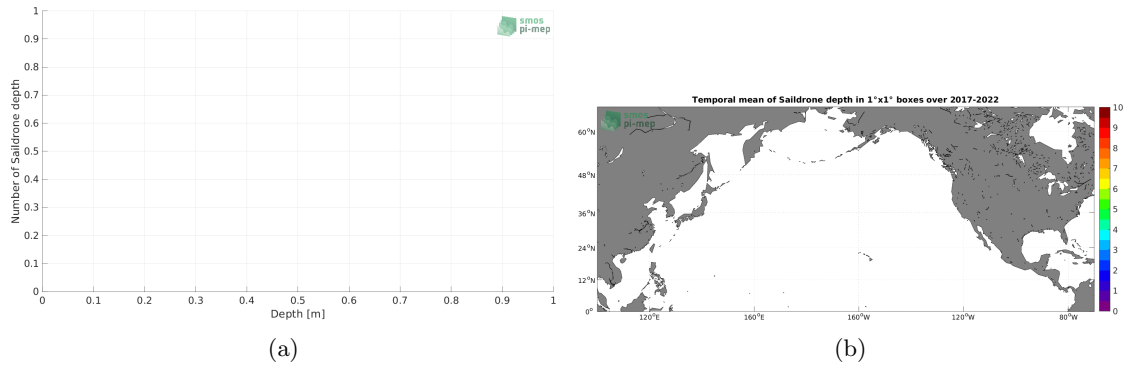 1
0.9
0.8
0.7
0.6
0.5
0.4
0.3
0.2
0.1
0
Number of Saildrone depth
0 0.1 0.2 0.3 0.4 0.5 0.6 0.7 0.8 0.9 1
Depth [m]
smos
pi-mep
(a)
Temporal mean of Saildrone depth in 1°x1° boxes over 2017-2022
smos
pi-mep
60°N
48°N
36°N
24°N
12°N
0°
120°E 160°E 160°W 120°W 80°W
10
9
8
7
6
5
4
3
2
1
0
(b)